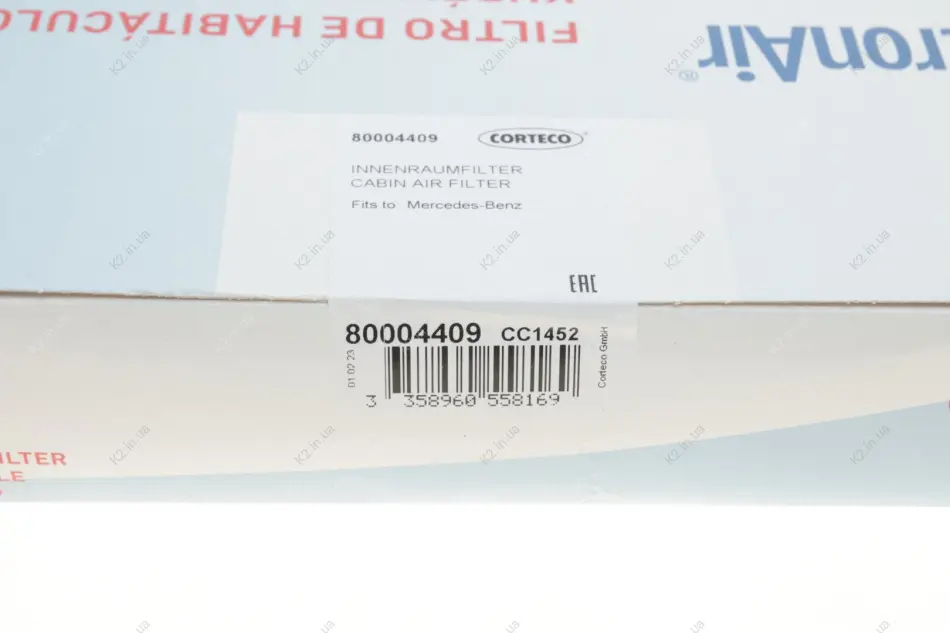 FILTRO DE HABITÁCULO
ronAir®
80004409 CORTECO
INNENRAUMFILTER
CABIN AIR FILTER
Fits to Mercedes-Benz
EAC
80004409 CC1452
01 02 23
Corteco GmbH
3 358960 558169
ILTER
LE
K2.in.ua